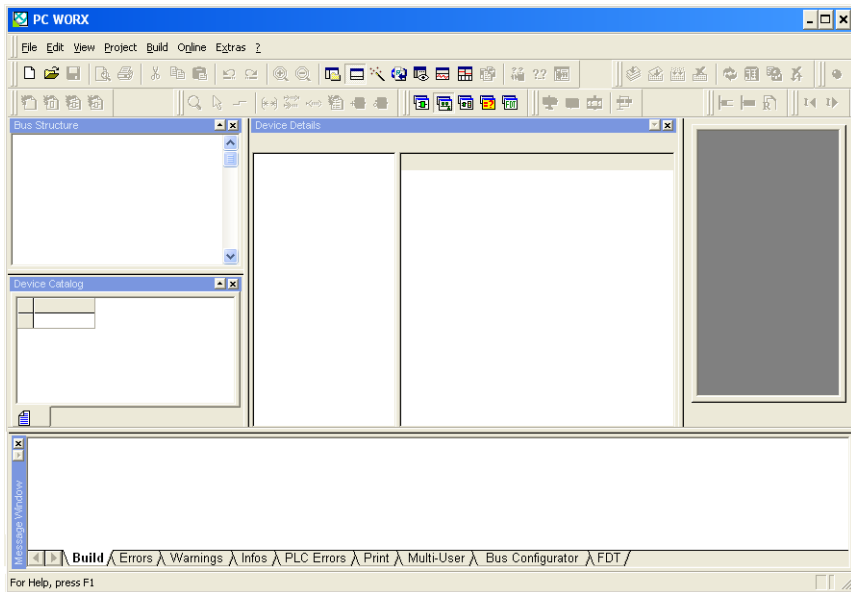 PC WORX
File Edit View Project Build Online Extras ?
Bus Structure
Device Details
Device Catalog
Message Window
Build Errors Warnings Infos PLC Errors Print Multi-User Bus Configurator FDT
For Help, press F1